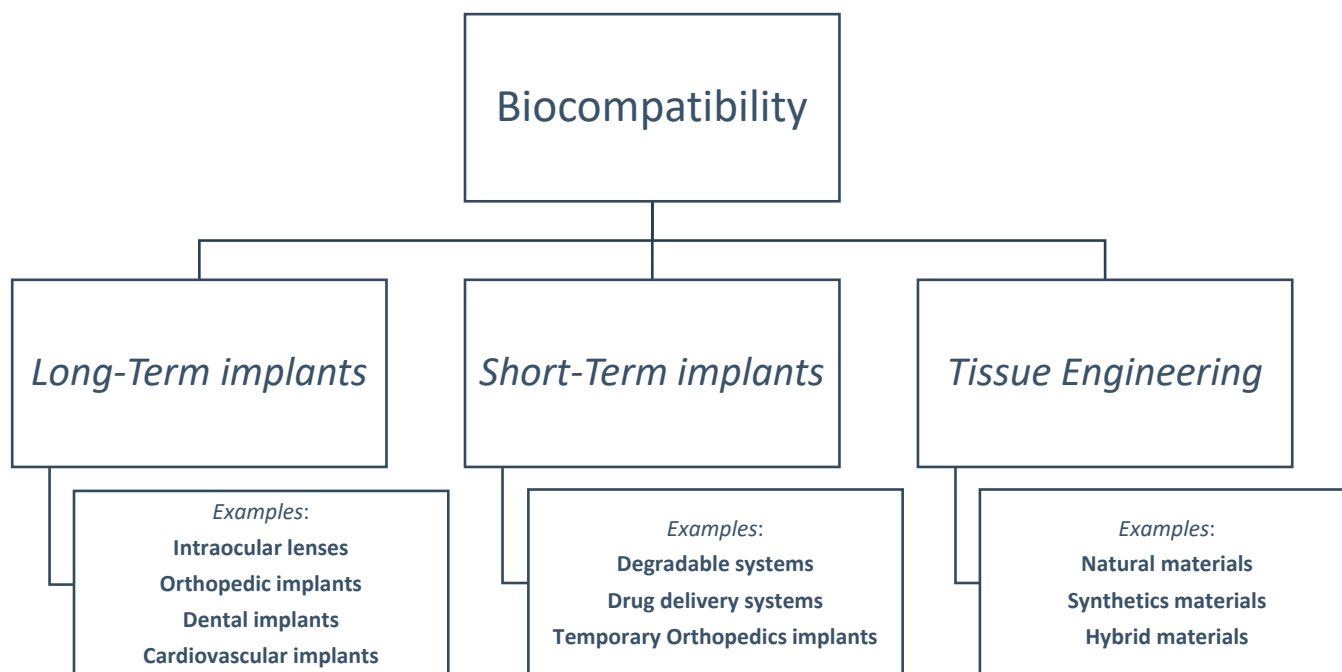 Biocompatibility
Long-Term implants
Short-Term implants
Tissue Engineering
Examples:
Intraocular lenses
Orthopedic implants
Dental implants
Cardiovascular implants
Examples:
Degradable systems
Drug delivery systems
Temporary Orthopedics implants
Examples:
Natural materials
Synthetics materials
Hybrid materials